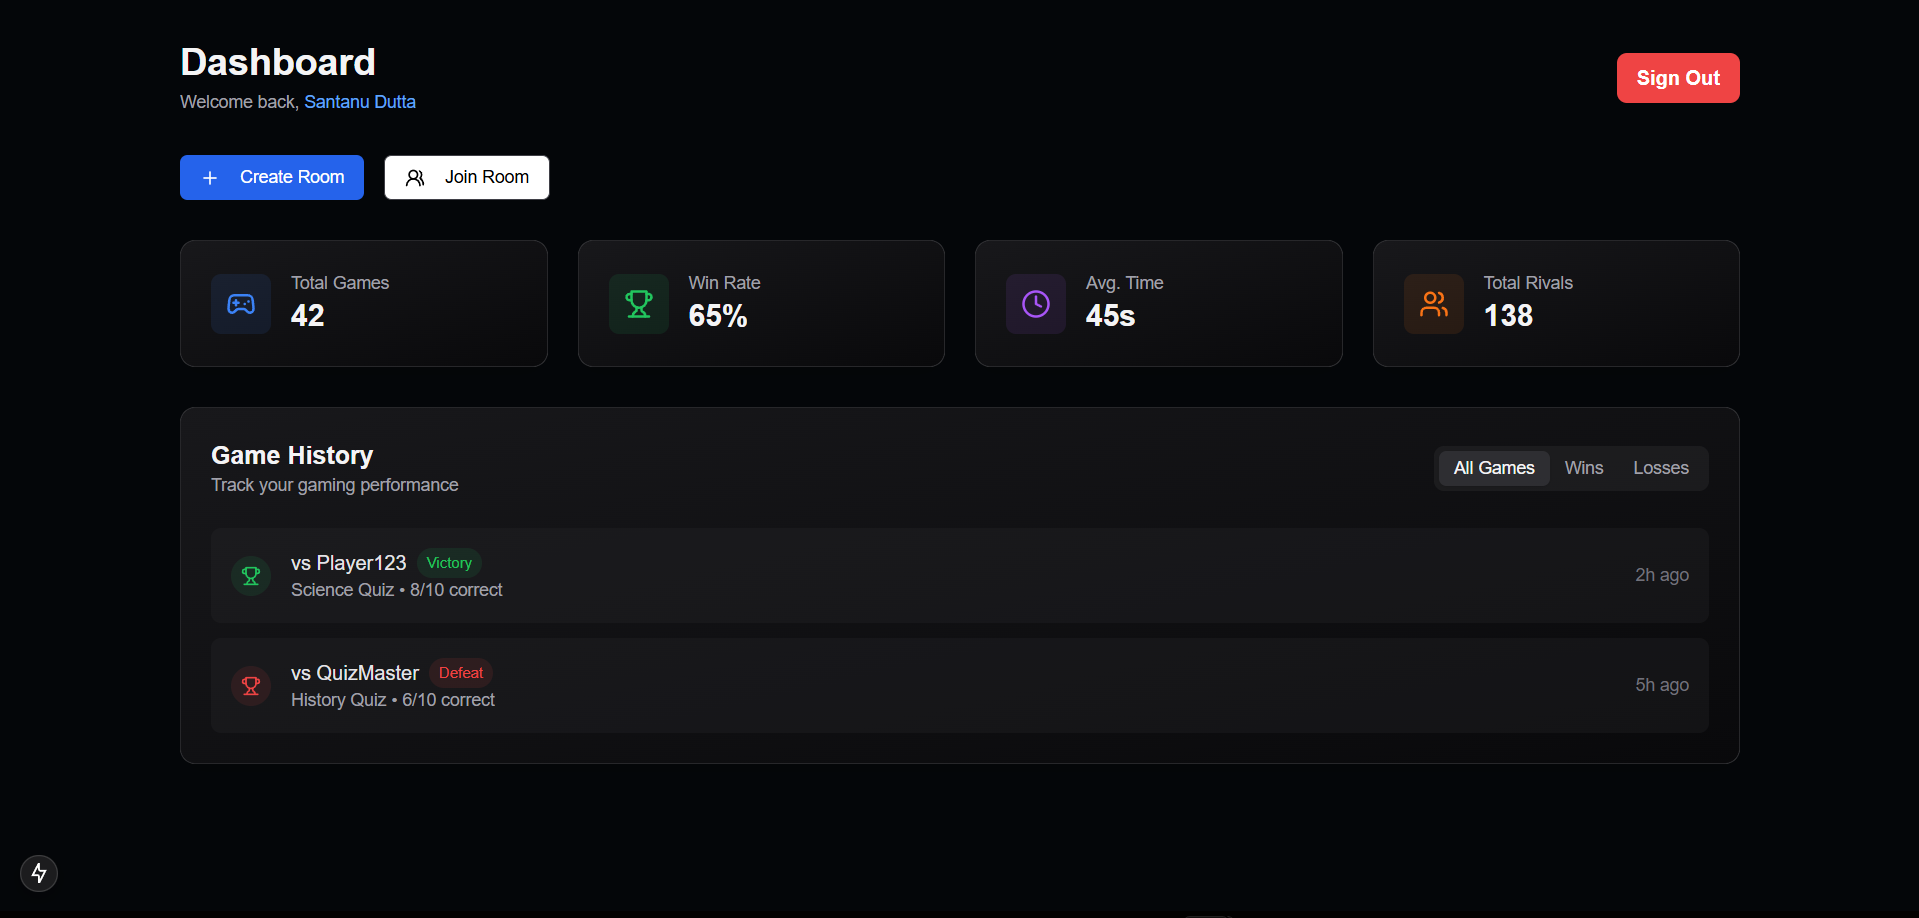 Dashboard
Welcome back, Santanu Dutta
Sign Out
Create Room
Join Room
Total Games
42
Win Rate
65%
Avg. Time
45s
Total Rivals
138
Game History
Track your gaming performance
All Games Wins Losses
vs Player123 Victory
Science Quiz • 8/10 correct
2h ago
vs QuizMaster Defeat
History Quiz • 6/10 correct
5h ago